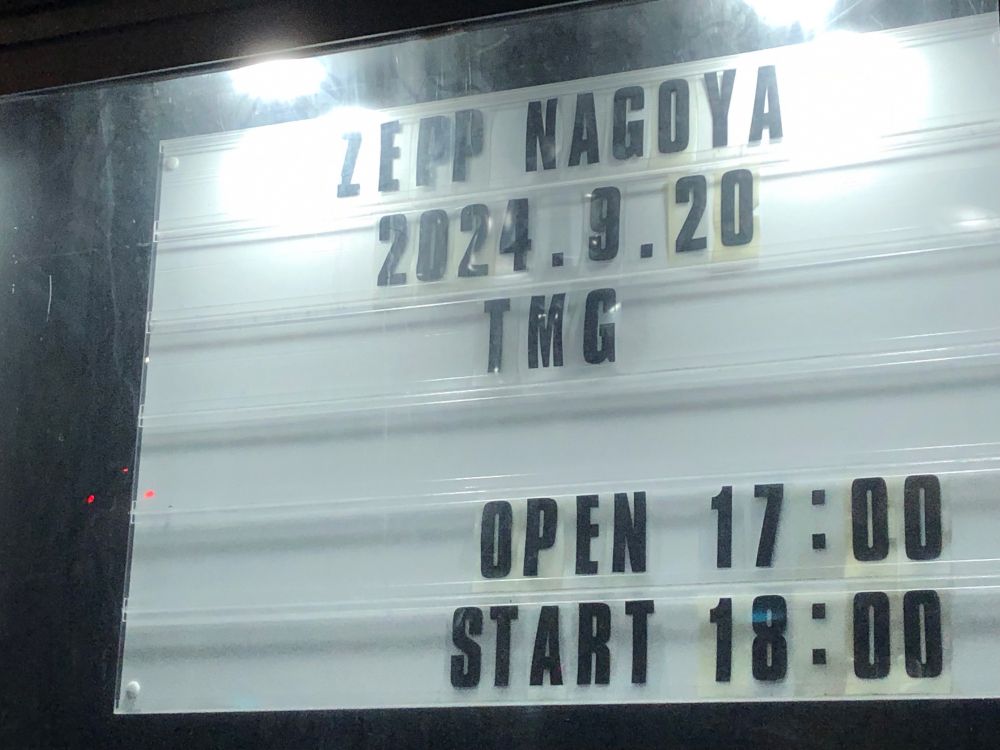 ZEPP NAGOYA
2024.9.20
TMG
OPEN 17:00
START 18:00